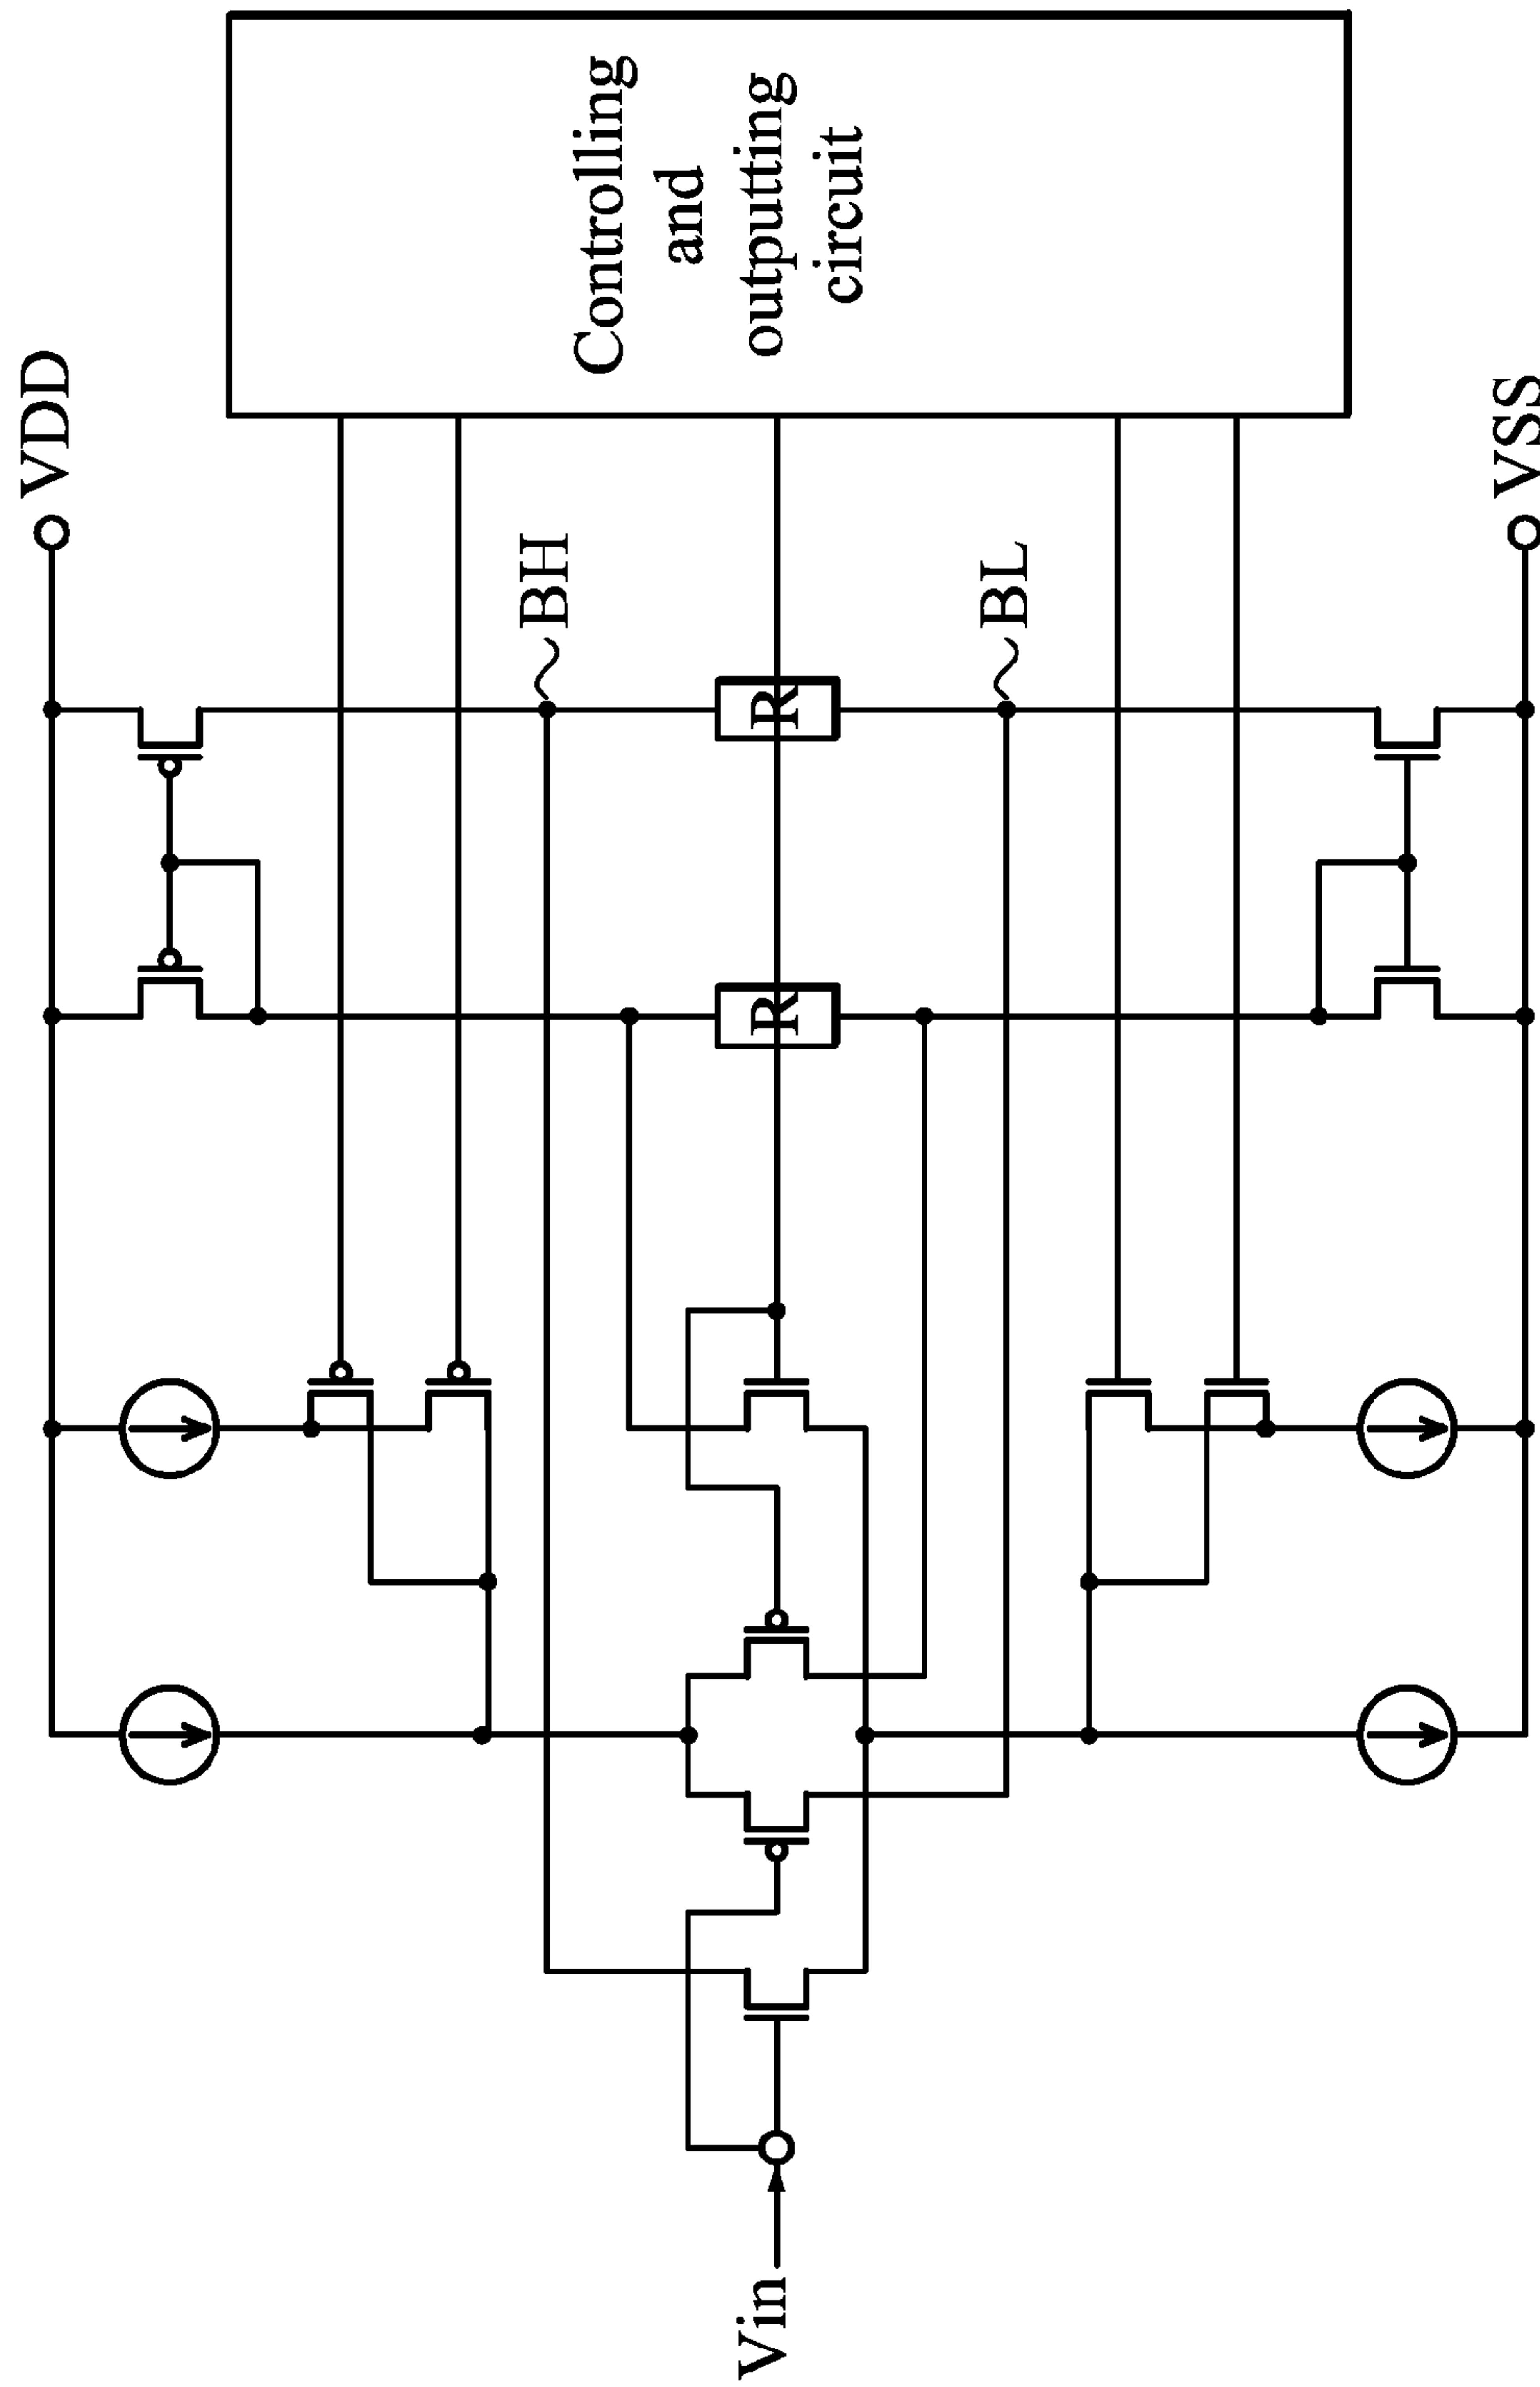 VDD
Controlling
and
outputting
circuit
BH
R
R
BL
Vin
VSS